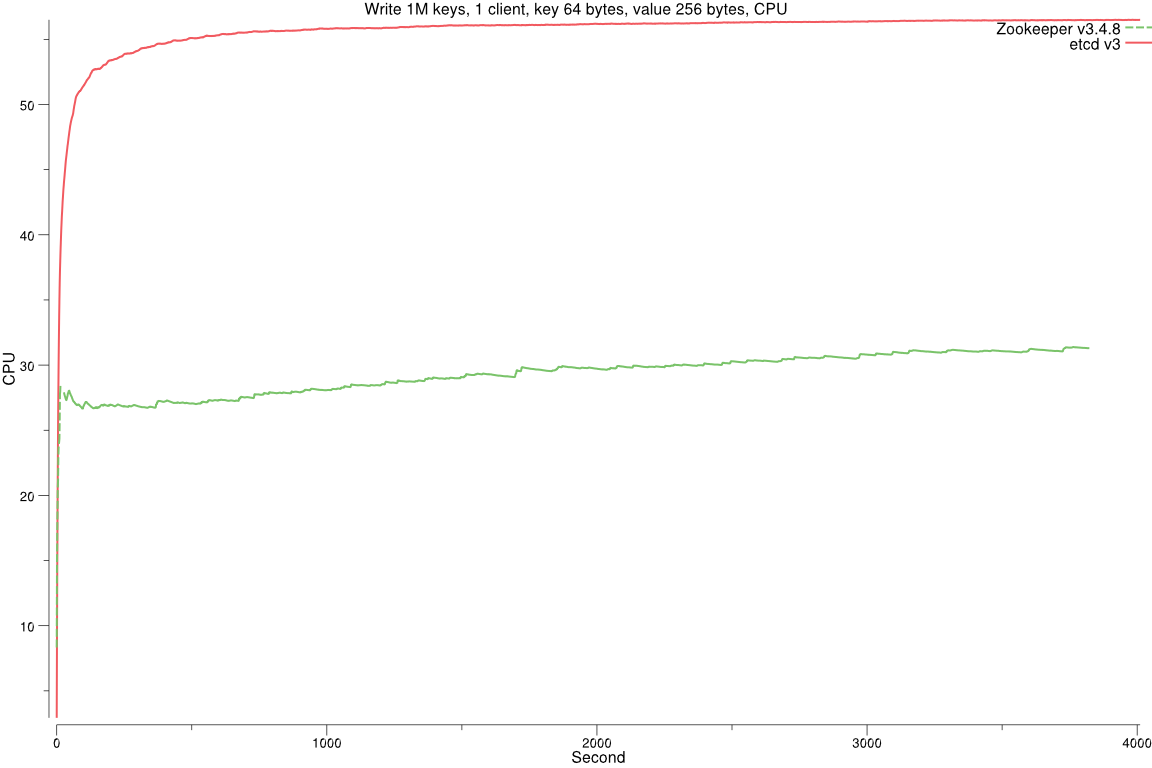 Write 1M keys, 1 client, key 64 bytes, value 256 bytes, CPU
Zookeeper v3.4.8
etcd v3
50
40
30
20
10
CPU
0 1000 2000 3000 4000
Second